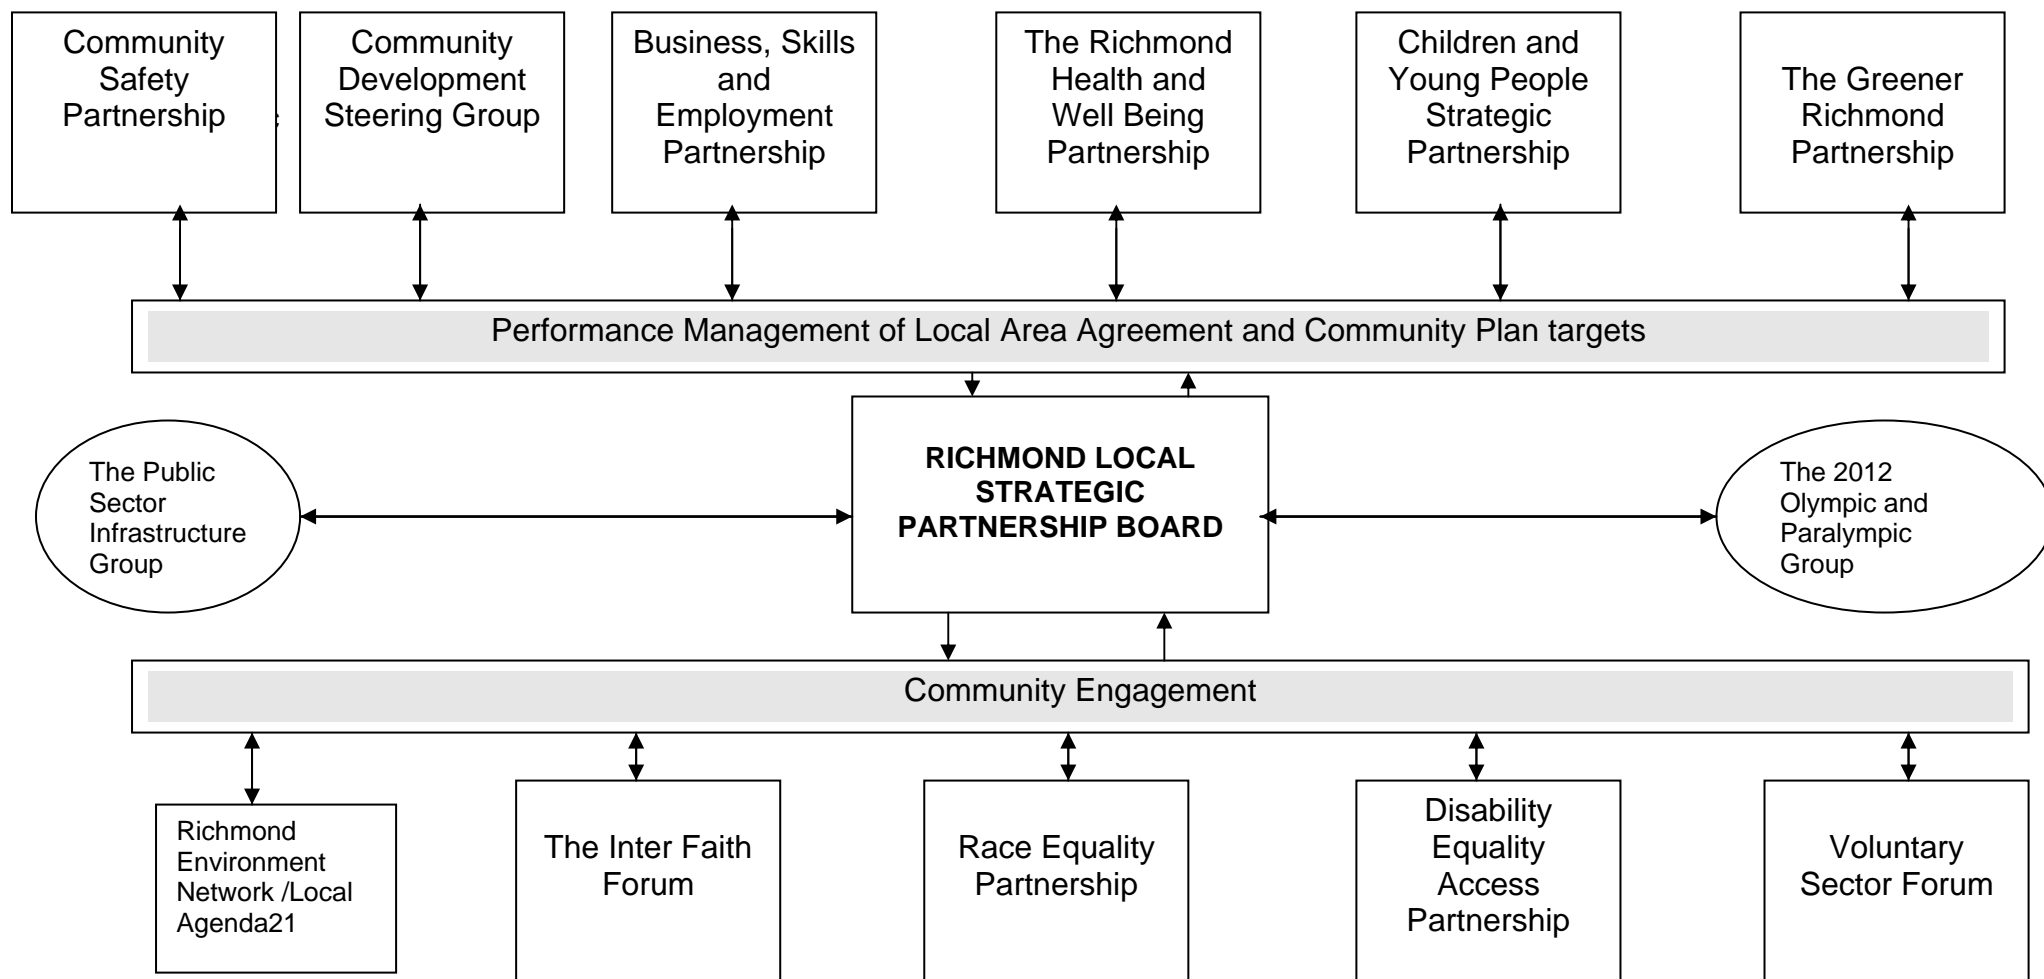 Community
Safety
Partnership
Community
Development
Steering Group
Business, Skills
and
Employment
Partnership
The Richmond
Health and
Well Being
Partnership
Children and
Young People
Strategic
Partnership
The Greener
Richmond
Partnership
Performance Management of Local Area Agreement and Community Plan targets
The Public
Sector
Infrastructure
Group
RICHMOND LOCAL
STRATEGIC
PARTNERSHIP BOARD
The 2012
Olympic and
Paralympic
Group
Community Engagement
Richmond
Environment
Network /Local
Agenda21
The Inter Faith
Forum
Race Equality
Partnership
Disability
Equality
Access
Partnership
Voluntary
Sector Forum